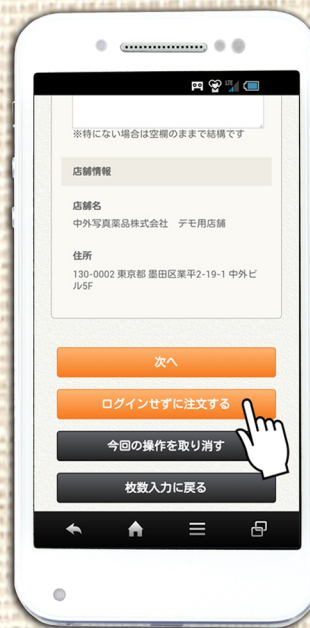 LTE
※特にない場合は空欄のままで結構です
店舗情報
店舗名
中外写真薬品株式会社 デモ用店舗
住所
130-0002 東京都 墨田区業平2-19-1 中外ビ
ル5F
次へ
ログインせずに注文する
今回の操作を取り消す
枚数入力に戻る